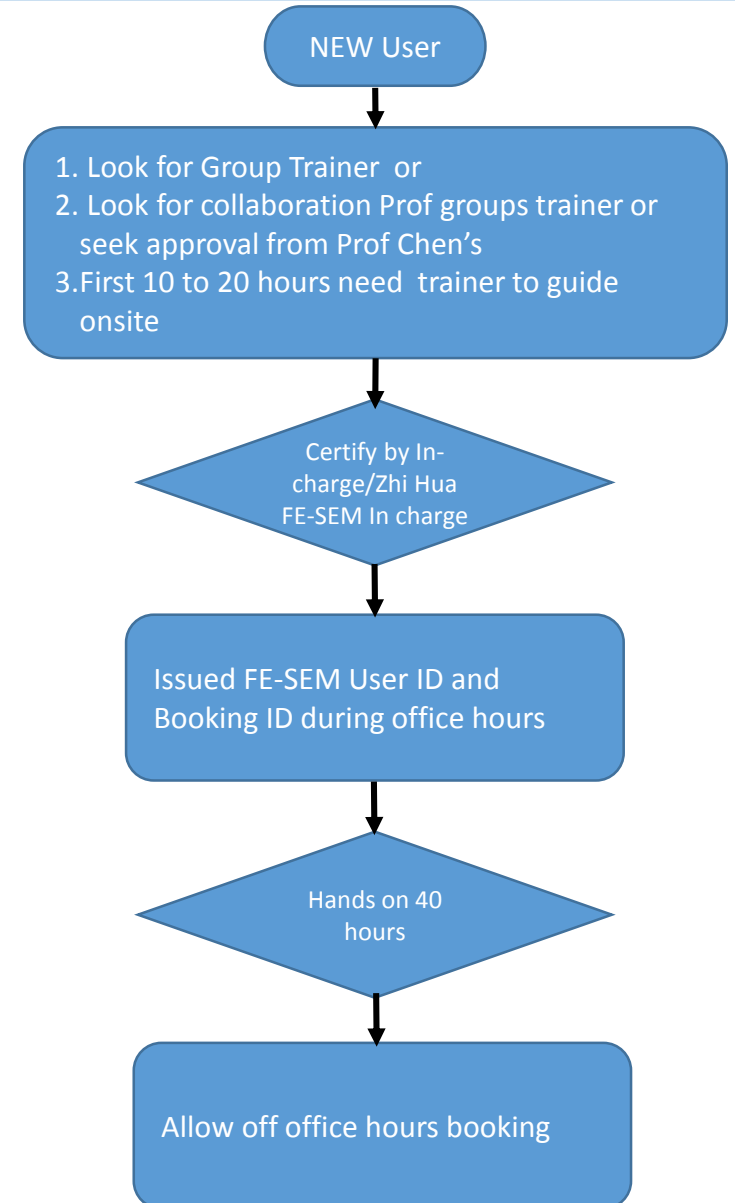 NEW User
1. Look for Group Trainer or
2. Look for collaboration Prof groups trainer or
seek approval from Prof Chen's
3.First 10 to 20 hours need trainer to guide
onsite
Certify by In-
charge/Zhi Hua
FE-SEM In charge
Issued FE-SEM User ID and
Booking ID during office hours
Hands on 40
hours
Allow off office hours booking